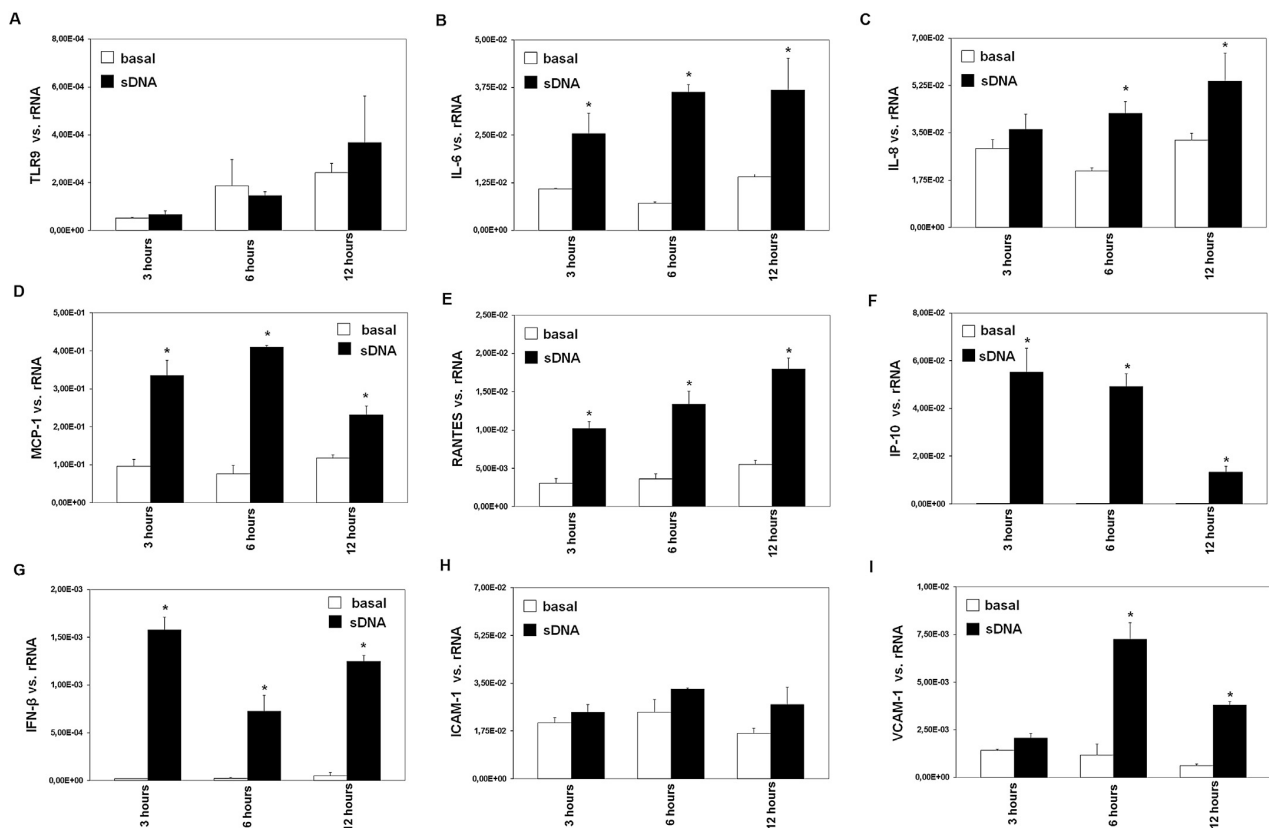 A
TLR9 vs. rRNA
8,00E-04
6,00E-04
4,00E-04
2,00E-04
0,00E+00
basal
sDNA
3 hours
6 hours
12 hours
B
IL-6 vs. rRNA
5,00E-02
3,75E-02
2,50E-02
1,25E-02
0,00E+00
basal
sDNA
*
*
*
3 hours
6 hours
12 hours
C
IL-8 vs. rRNA
7,00E-02
5,25E-02
3,50E-02
1,75E-02
0,00E+00
basal
sDNA
*
*
3 hours
6 hours
12 hours
D
MCP-1 vs. rRNA
5,00E-01
4,00E-01
3,00E-01
2,00E-01
1,00E-01
0,00E+00
basal
sDNA
*
*
*
3 hours
6 hours
12 hours
E
RANTES vs. rRNA
2,50E-02
2,00E-02
1,50E-02
1,00E-02
5,00E-03
0,00E+00
basal
sDNA
*
*
*
3 hours
6 hours
12 hours
F
IP-10 vs. rRNA
8,00E-02
6,00E-02
4,00E-02
2,00E-02
0,00E+00
basal
sDNA
*
*
*
3 hours
6 hours
12 hours
G
IFN-β vs. rRNA
2,00E-03
1,50E-03
1,00E-03
5,00E-04
0,00E+00
basal
sDNA
*
*
*
3 hours
6 hours
12 hours
H
ICAM-1 vs. rRNA
7,00E-02
5,25E-02
3,50E-02
1,75E-02
0,00E+00
basal
sDNA
3 hours
6 hours
12 hours
I
VCAM-1 vs. rRNA
1,00E-02
7,50E-03
5,00E-03
2,50E-03
0,00E+00
basal
sDNA
*
*
3 hours
6 hours
12 hours